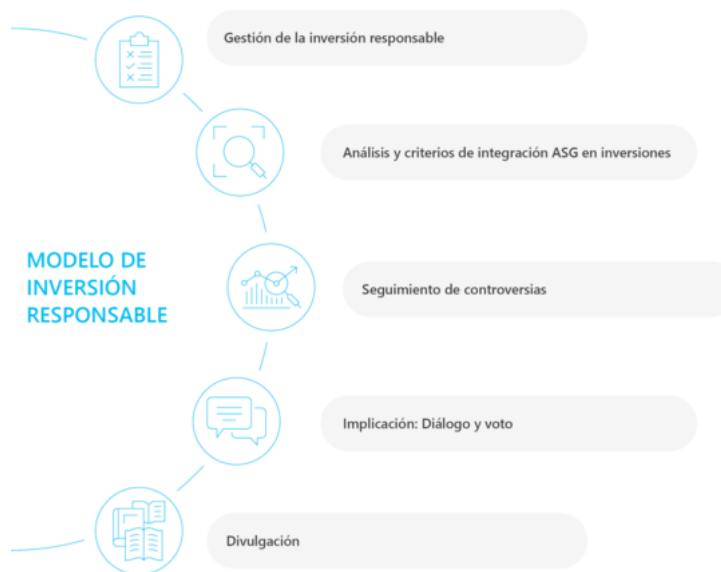 Gestión de la inversión responsable
Análisis y criterios de integración ASG en inversiones
MODELO DE
INVERSIÓN
RESPONSABLE
Seguimiento de controversias
Implicación: Diálogo y voto
Divulgación